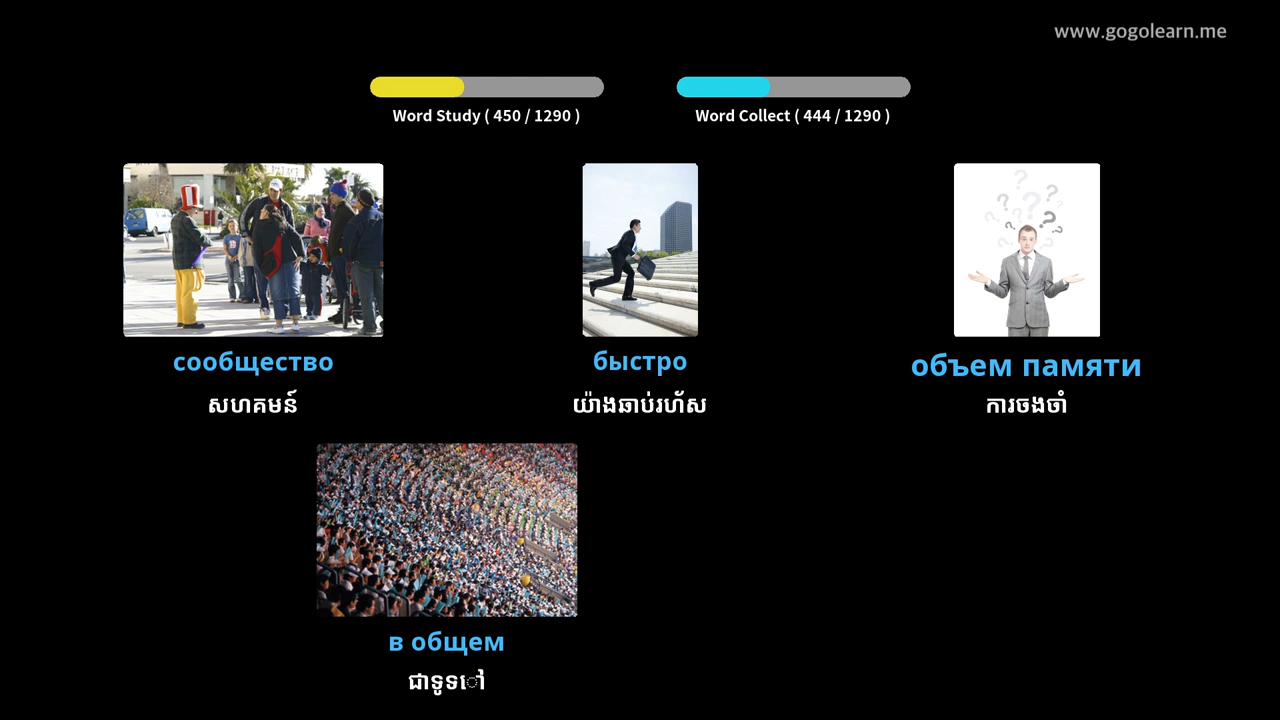 www.gogolearn.me
Word Study ( 450 / 1290 )
Word Collect ( 444 / 1290 )
сообщество
быстро
объем памяти
សហគមន៍
យ៉ាងឆាប់រហ័ស
ការចងចាំ
в общем
ជាទូទៅ